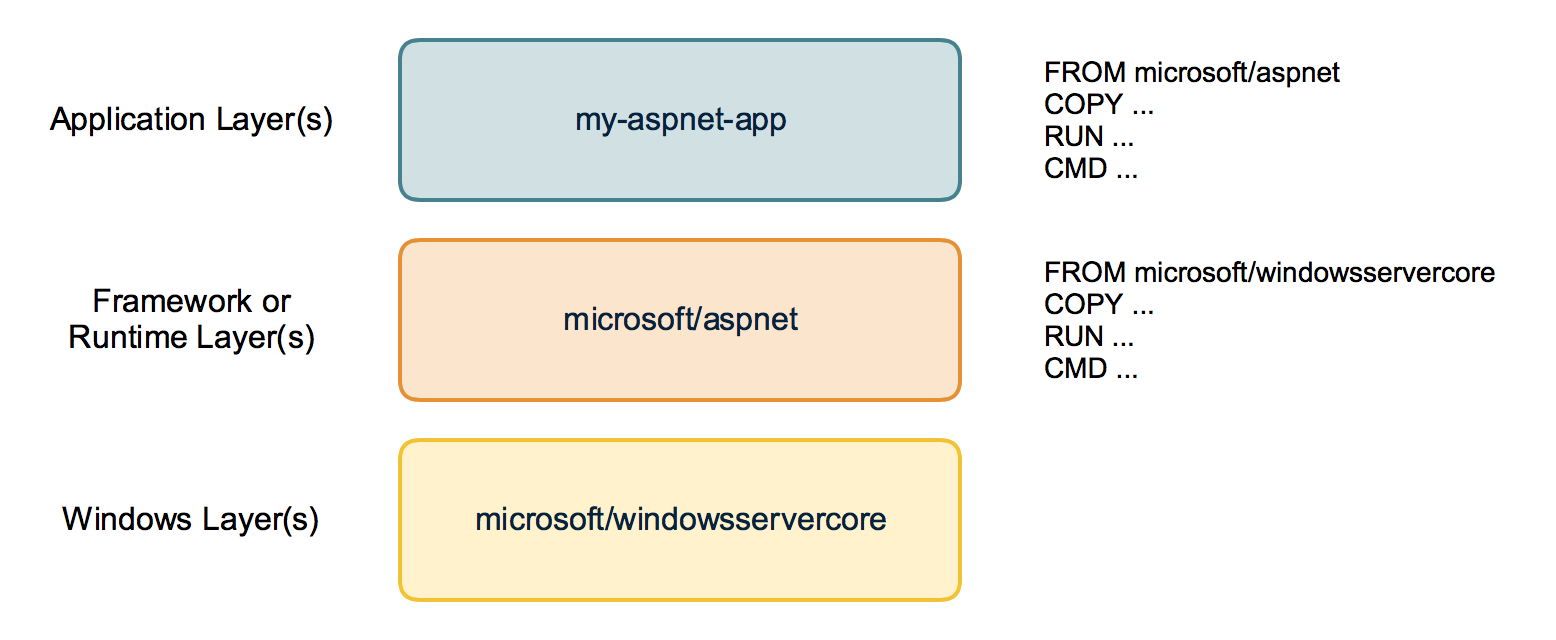 Application Layer(s)
my-aspnet-app
FROM microsoft/aspnet
COPY ...
RUN ...
CMD ...
Framework or
Runtime Layer(s)
microsoft/aspnet
FROM microsoft/windowsservercore
COPY ...
RUN ...
CMD ...
Windows Layer(s)
microsoft/windowsservercore